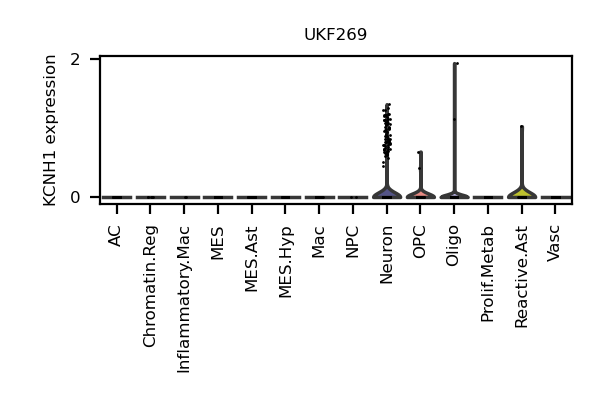 UKF269
KCNH1 expression
2
0
AC
Chromatin.Reg
Inflammatory.Mac
MES
MES.Ast
MES.Hyp
Mac
NPC
Neuron
OPC
Oligo
Prolif.Metab
Reactive.Ast
Vasc